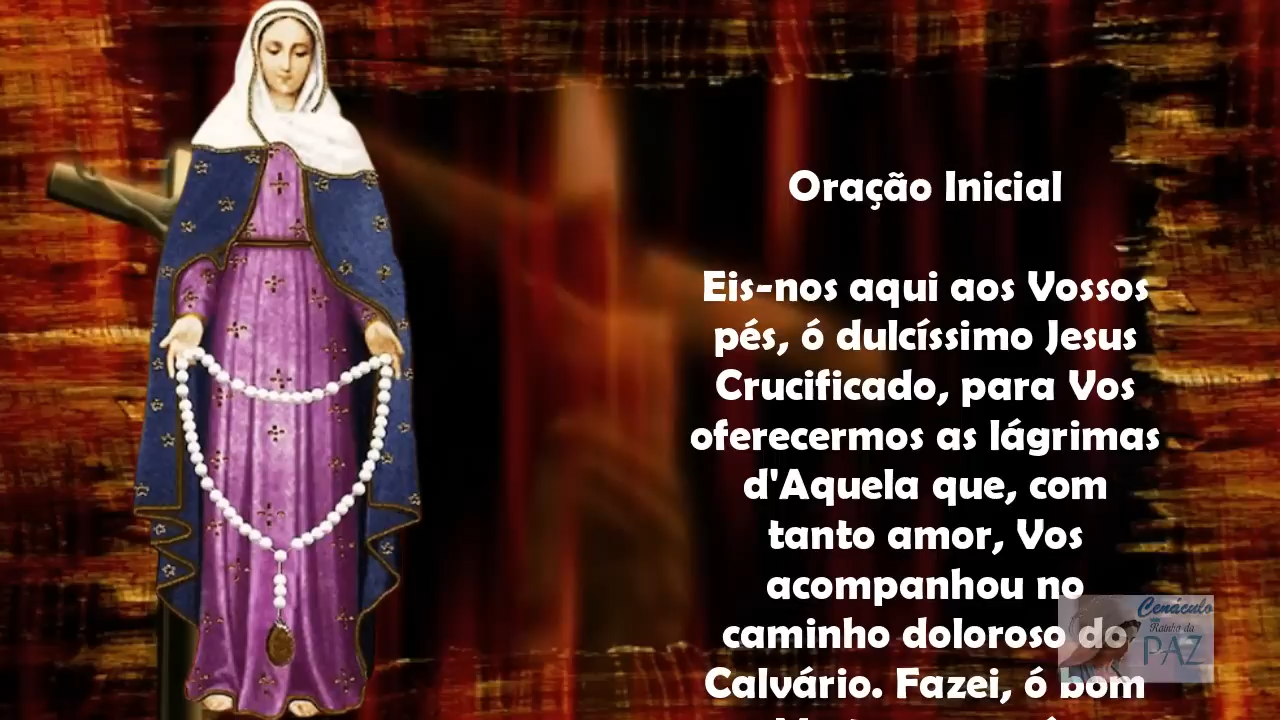 Oração Inicial
Eis-nos aqui aos Vossos
pés, ó dulcíssimo Jesus
Crucificado, para Vos
oferecermos as lágrimas
d'Aquela que, com
tanto amor, Vos
acompanhou no
caminho doloroso do
Calvário. Fazei, ó bom
Cenáculo
Rainha da
PAZ